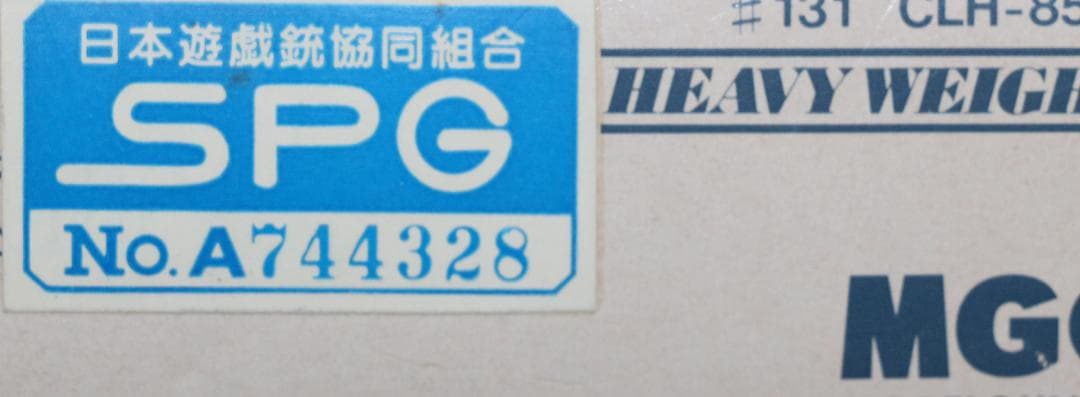 日本遊戯銃協同組合
SPG
No.A744328
#131 CLH-85
HEAVY WEIGH
MG